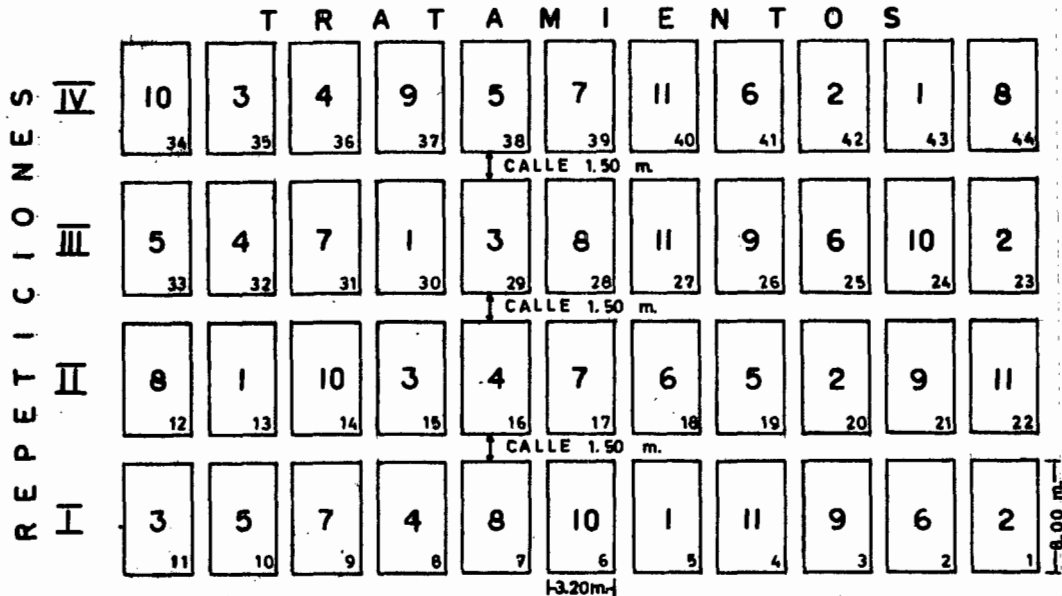 TRATAMIENTOS
REPETICIONES
IV 10 3 4 9 5 7 11 6 2 1 8
34 35 36 37 38 39 40 41 42 43 44
CALLE 1.50 m.
III 5 4 7 1 3 8 11 9 6 10 2
33 32 31 30 29 28 27 26 25 24 23
CALLE 1.50 m.
II 8 1 10 3 4 7 6 5 2 9 11
12 13 14 15 16 17 18 19 20 21 22
CALLE 1.50 m.
I 3 5 7 4 8 10 1 11 9 6 2
11 10 9 8 7 6 5 4 3 2 1
3.20m.
8.00 m.